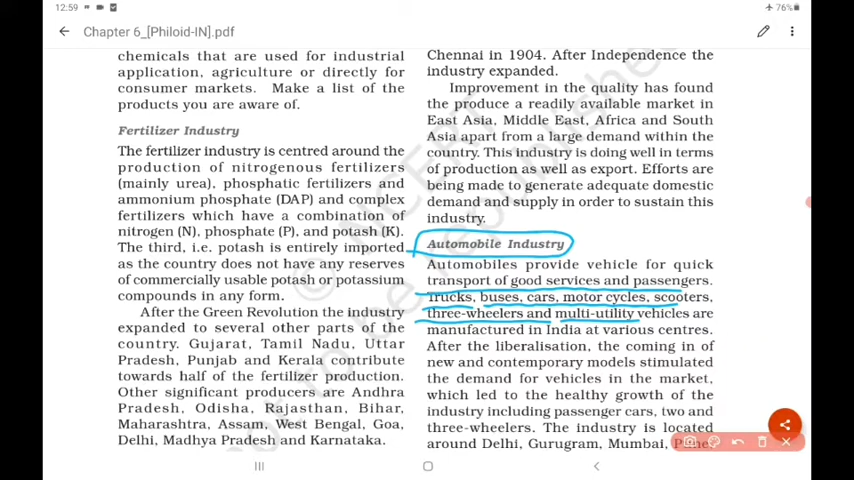 12:59
76%
Chapter 6_[Philoid-IN].pdf
chemicals that are used for industrial
application, agriculture or directly for
consumer markets. Make a list of the
products you are aware of.
Fertilizer Industry
The fertilizer industry is centred around the
production of nitrogenous fertilizers
(mainly urea), phosphatic fertilizers and
ammonium phosphate (DAP) and complex
fertilizers which have a combination of
nitrogen (N), phosphate (P), and potash (K).
The third, i.e. potash is entirely imported
as the country does not have any reserves
of commercially usable potash or potassium
compounds in any form.
After the Green Revolution the industry
expanded to several other parts of the
country. Gujarat, Tamil Nadu, Uttar
Pradesh, Punjab and Kerala contribute
towards half of the fertilizer production.
Other significant producers are Andhra
Pradesh, Odisha, Rajasthan, Bihar,
Maharashtra, Assam, West Bengal, Goa,
Delhi, Madhya Pradesh and Karnataka.
Chennai in 1904. After Independence the
industry expanded.
Improvement in the quality has found
the produce a readily available market in
East Asia, Middle East, Africa and South
Asia apart from a large demand within the
country. This industry is doing well in terms
of production as well as export. Efforts are
being made to generate adequate domestic
demand and supply in order to sustain this
industry.
Automobile Industry
Automobiles provide vehicle for quick
transport of good services and passengers.
Trucks, buses, cars, motor cycles, scooters,
three-wheelers and multi-utility vehicles are
manufactured in India at various centres.
After the liberalisation, the coming in of
new and contemporary models stimulated
the demand for vehicles in the market,
which led to the healthy growth of the
industry including passenger cars, two and
three-wheelers. The industry is located
around Delhi, Gurugram, Mumbai, Pune,
© NCERT
not to be republished